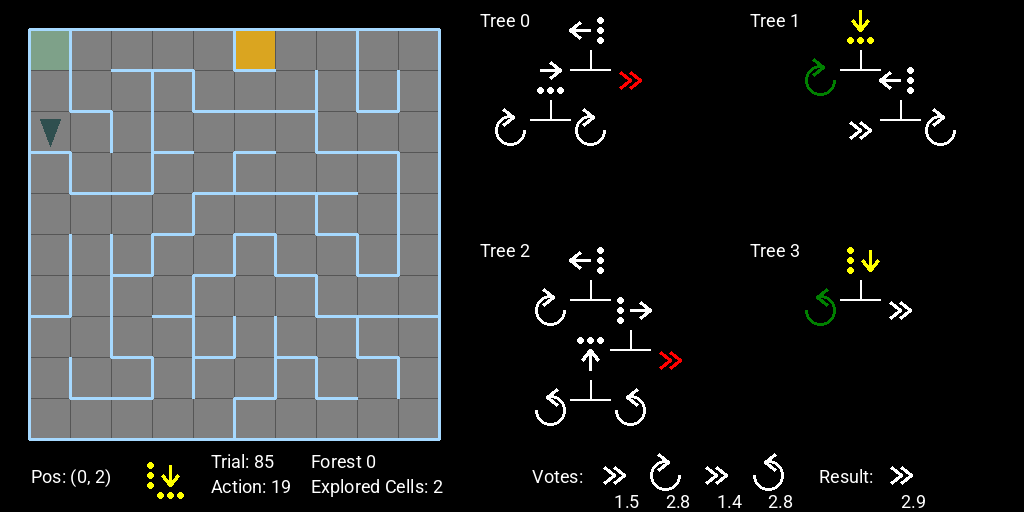 Tree 0
Tree 1
Tree 2
Tree 3
Pos: (0, 2)
Trial: 85
Forest 0
Action: 19
Explored Cells: 2
Votes:
1.5
2.8
1.4
2.8
Result:
2.9